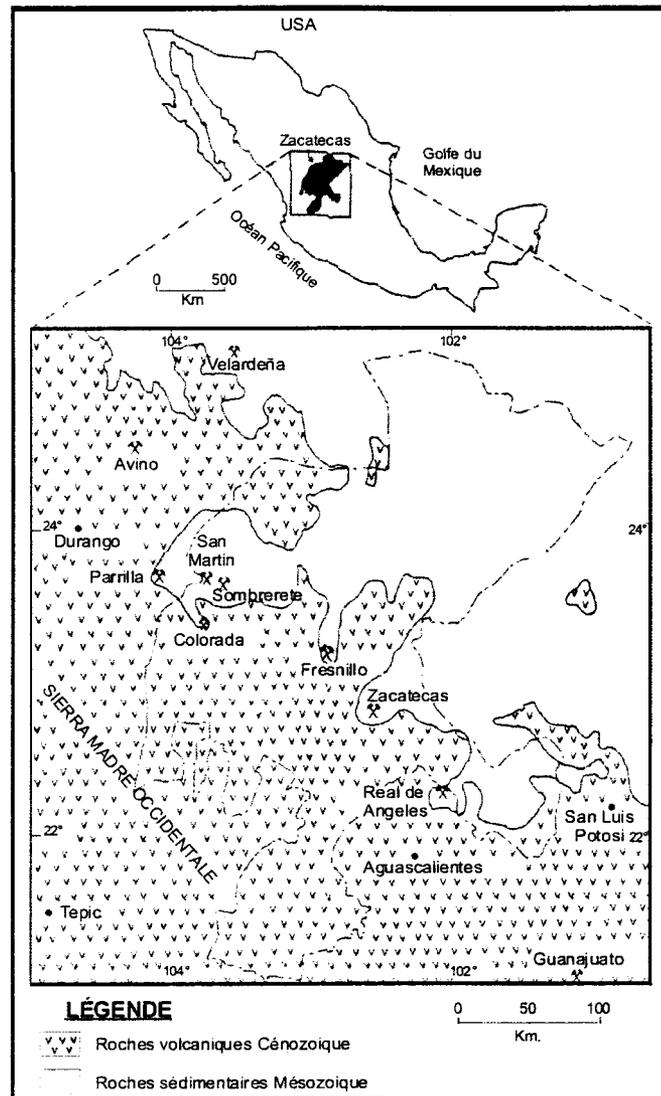 USA
Zacatecas
Golfe du
Mexique
Océan Pacifique
0 500
Km
104° 102°
Velardeña
Avino
24° 24°
Durango
San
Martin
Parrilla
Sombrerete
Colorada
Fresnillo
Zacatecas
SIERRA MADRE OCCIDENTALE
Real de
Angeles
San Luis
Potosi
22° 22°
Aguascalientes
Tepic
Guanajuato
104° 102°
LÉGENDE
0 50 100
Km.
Roches volcaniques Cénozoique
Roches sédimentaires Mésozoique